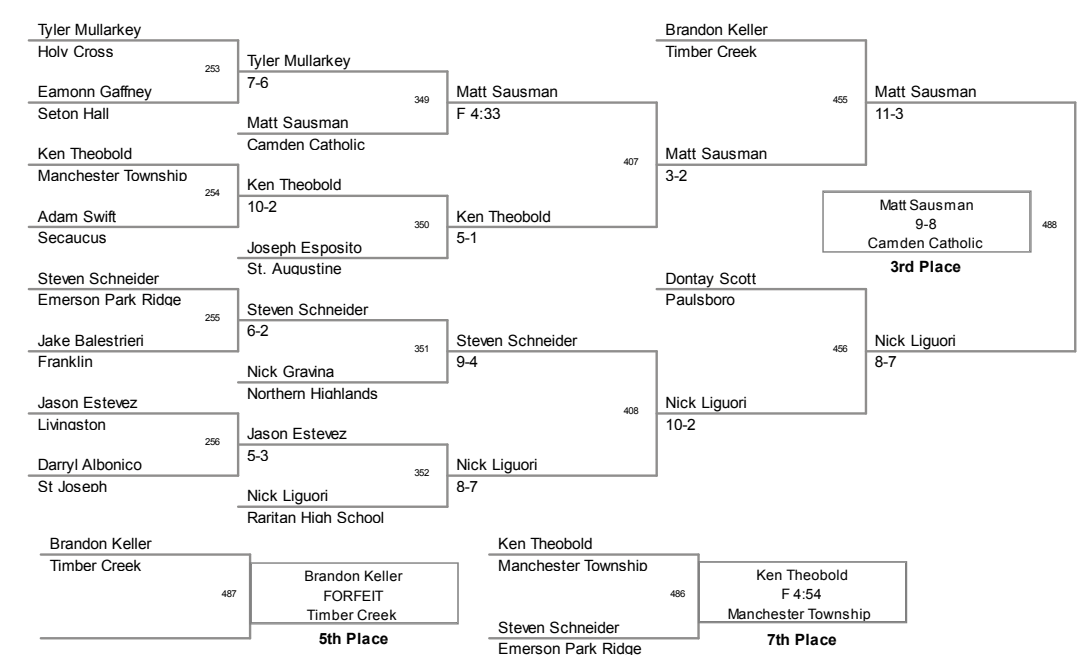 Tyler Mullarkey
Holy Cross
253
Eamonn Gaffney
Seton Hall
Ken Theobold
Manchester Township
254
Adam Swift
Secaucus
Steven Schneider
Emerson Park Ridge
255
Jake Balestrieri
Franklin
Jason Estevez
Livingston
256
Darryl Albonico
St Joseph
Tyler Mullarkey
7-6
349
Matt Sausman
Camden Catholic
Ken Theobold
10-2
350
Joseph Esposito
St. Augustine
Steven Schneider
6-2
351
Nick Gravina
Northern Highlands
Jason Estevez
5-3
352
Nick Liguori
Raritan High School
Matt Sausman
F 4:33
407
Ken Theobold
5-1
Steven Schneider
9-4
408
Nick Liguori
8-7
Brandon Keller
Timber Creek
455
Matt Sausman
3-2
Dontay Scott
Paulsboro
456
Nick Liguori
10-2
Matt Sausman
11-3
Matt Sausman
9-8
Camden Catholic
488
3rd Place
Nick Liguori
8-7
Brandon Keller
Timber Creek
487
Brandon Keller
FORFEIT
Timber Creek
5th Place
Ken Theobold
Manchester Township
486
Steven Schneider
Emerson Park Ridge
Ken Theobold
F 4:54
Manchester Township
7th Place